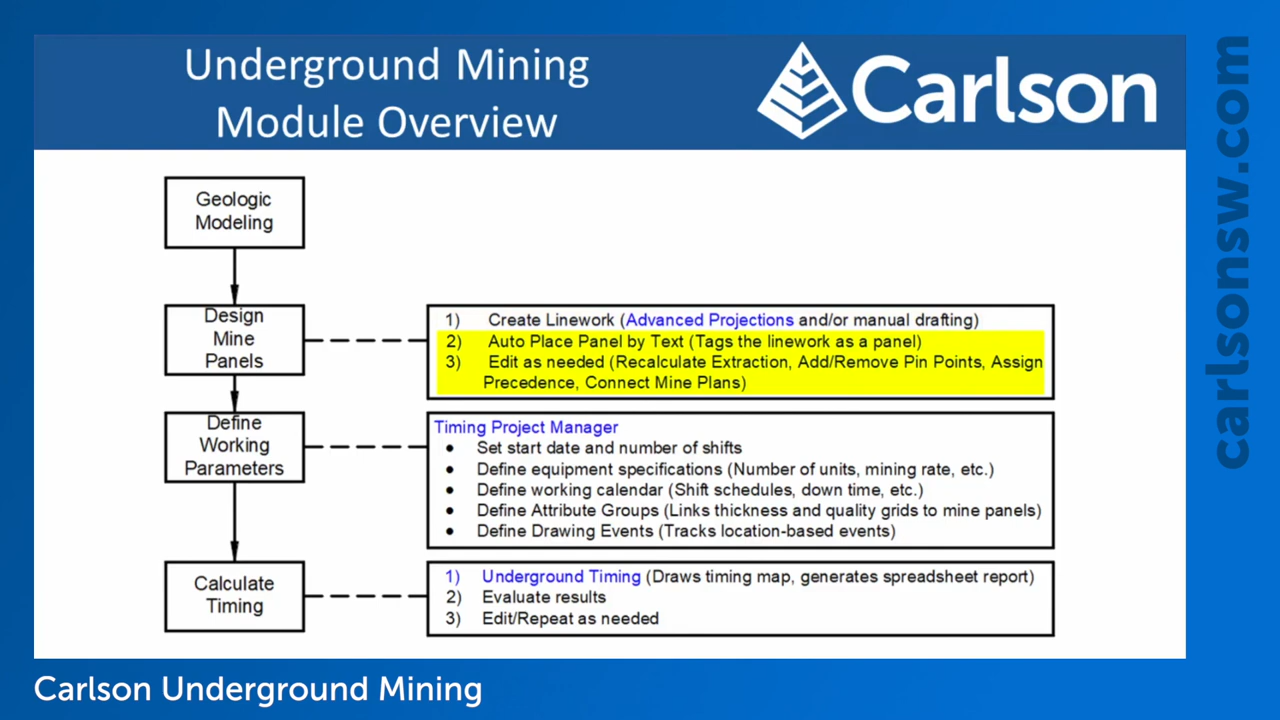 Underground Mining
Module Overview
Carlson
carlsonsw.com
Geologic
Modeling
Design
Mine
Panels
1) Create Linework (Advanced Projections and/or manual drafting)
2) Auto Place Panel by Text (Tags the linework as a panel)
3) Edit as needed (Recalculate Extraction, Add/Remove Pin Points, Assign
Precedence, Connect Mine Plans)
Define
Working
Parameters
Timing Project Manager
• Set start date and number of shifts
• Define equipment specifications (Number of units, mining rate, etc.)
• Define working calendar (Shift schedules, down time, etc.)
• Define Attribute Groups (Links thickness and quality grids to mine panels)
• Define Drawing Events (Tracks location-based events)
Calculate
Timing
1) Underground Timing (Draws timing map, generates spreadsheet report)
2) Evaluate results
3) Edit/Repeat as needed
Carlson Underground Mining